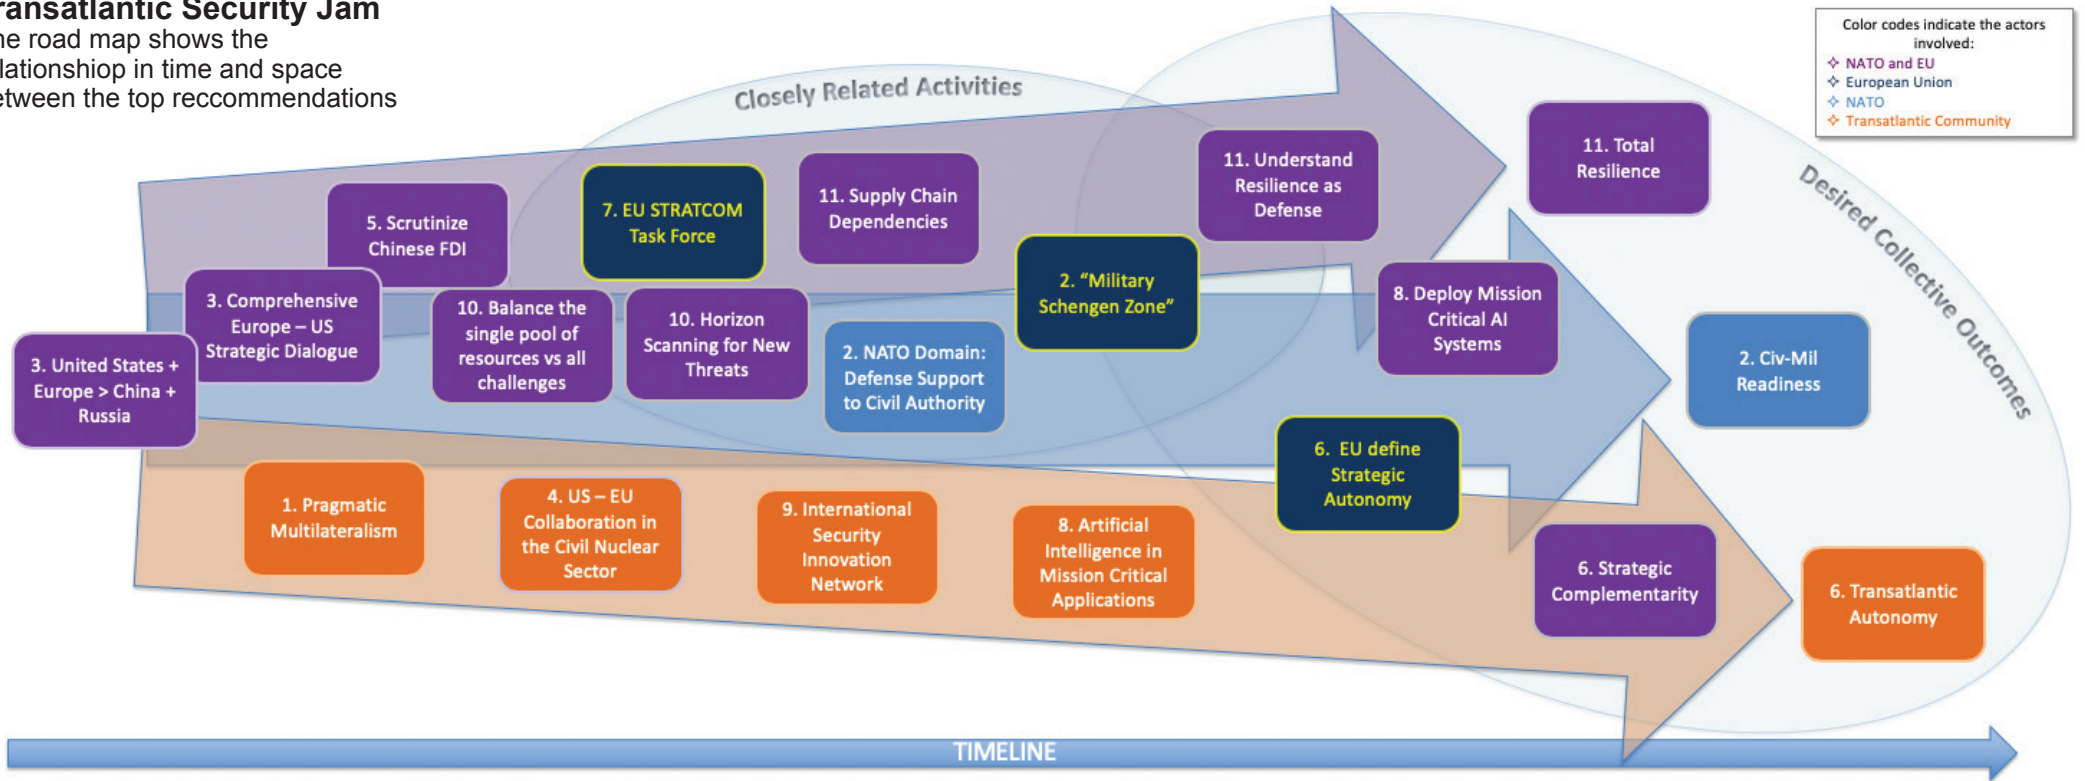 ransatlantic Security Jam
ne road map shows the
lationshiop in time and space
etween the top reccommendations
Color codes indicate the actors
involved:
NATO and EU
European Union
NATO
Transatlantic Community
Closely Related Activities
Desired Collective Outcomes
11. Total
Resilience
11. Understand
Resilience as
Defense
11. Supply Chain
Dependencies
7. EU STRATCOM
Task Force
5. Scrutinize
Chinese FDI
3. Comprehensive
Europe – US
Strategic Dialogue
3. United States +
Europe > China +
Russia
10. Balance the
single pool of
resources vs all
challenges
10. Horizon
Scanning for New
Threats
2. NATO Domain:
Defense Support
to Civil Authority
2. “Military
Schengen Zone”
8. Deploy Mission
Critical AI
Systems
2. Civ-Mil
Readiness
6. EU define
Strategic
Autonomy
1. Pragmatic
Multilateralism
4. US – EU
Collaboration in
the Civil Nuclear
Sector
9. International
Security
Innovation
Network
8. Artificial
Intelligence in
Mission Critical
Applications
6. Strategic
Complementarity
6. Transatlantic
Autonomy
TIMELINE